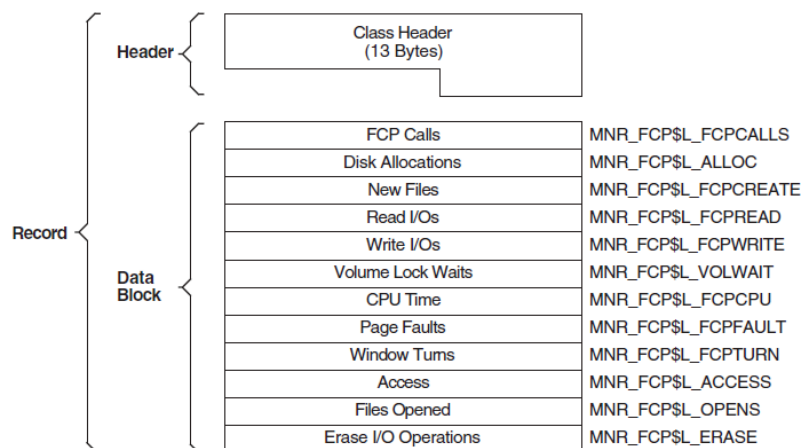 Class Header
(13 Bytes)
Header
FCP Calls MNR_FCP$L_FCPCALLS
Disk Allocations MNR_FCP$L_ALLOC
New Files MNR_FCP$L_FCPCREATE
Read I/Os MNR_FCP$L_FCPREAD
Record
Write I/Os MNR_FCP$L_FCPWRITE
Volume Lock Waits MNR_FCP$L_VOLWAIT
Data
Block
CPU Time MNR_FCP$L_FCPCPU
Page Faults MNR_FCP$L_FCPFAULT
Window Turns MNR_FCP$L_FCPTURN
Access MNR_FCP$L_ACCESS
Files Opened MNR_FCP$L_OPENS
Erase I/O Operations MNR_FCP$L_ERASE